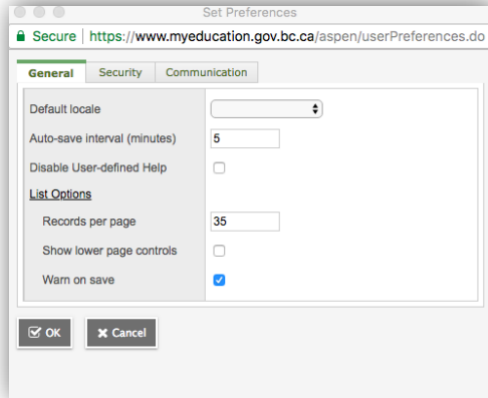 Set Preferences
Secure | https://www.myeducation.gov.bc.ca/aspen/userPreferences.do
General Security Communication
Default locale
Auto-save interval (minutes) 5
Disable User-defined Help
List Options
Records per page 35
Show lower page controls
Warn on save
OK Cancel